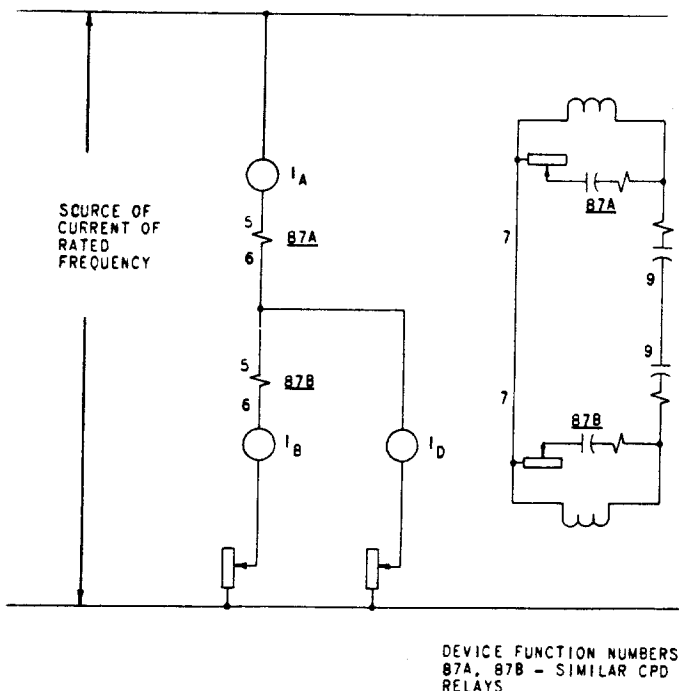 SOURCE OF
CURRENT OF
RATED
FREQUENCY
I_A
5
87A
6
5
87B
6
I_B
I_D
87A
7
9
9
7
87B
DEVICE FUNCTION NUMBERS
87A, 87B - SIMILAR CPD
RELAYS